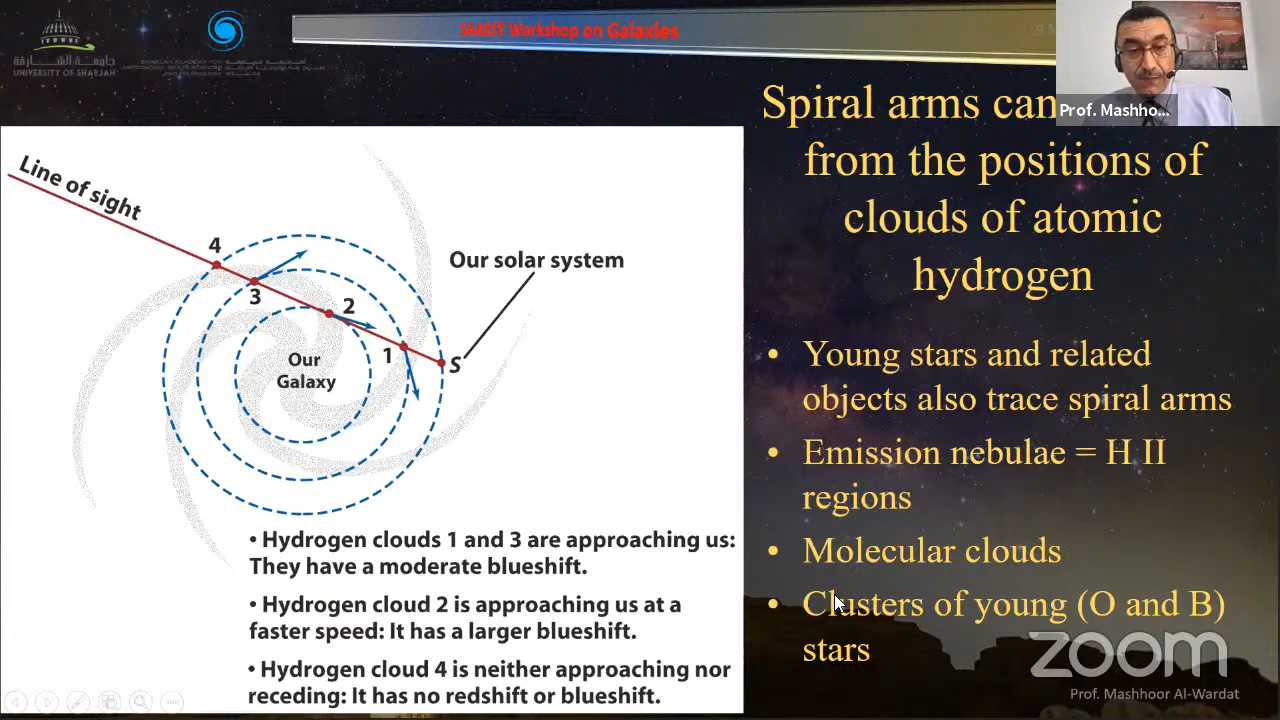 SAASST Workshop on Galaxies
جامعة الشارقة
UNIVERSITY OF SHARJAH
Prof. Mashho...
Spiral arms can
from the positions of
clouds of atomic
hydrogen
Line of sight
4
3
2
1
S
Our solar system
Our
Galaxy
• Hydrogen clouds 1 and 3 are approaching us:
They have a moderate blueshift.
• Hydrogen cloud 2 is approaching us at a
faster speed: It has a larger blueshift.
• Hydrogen cloud 4 is neither approaching nor
receding: It has no redshift or blueshift.
• Young stars and related
objects also trace spiral arms
• Emission nebulae = H II
regions
• Molecular clouds
• Clusters of young (O and B)
stars
zoom
Prof. Mashhoor Al-Wardat